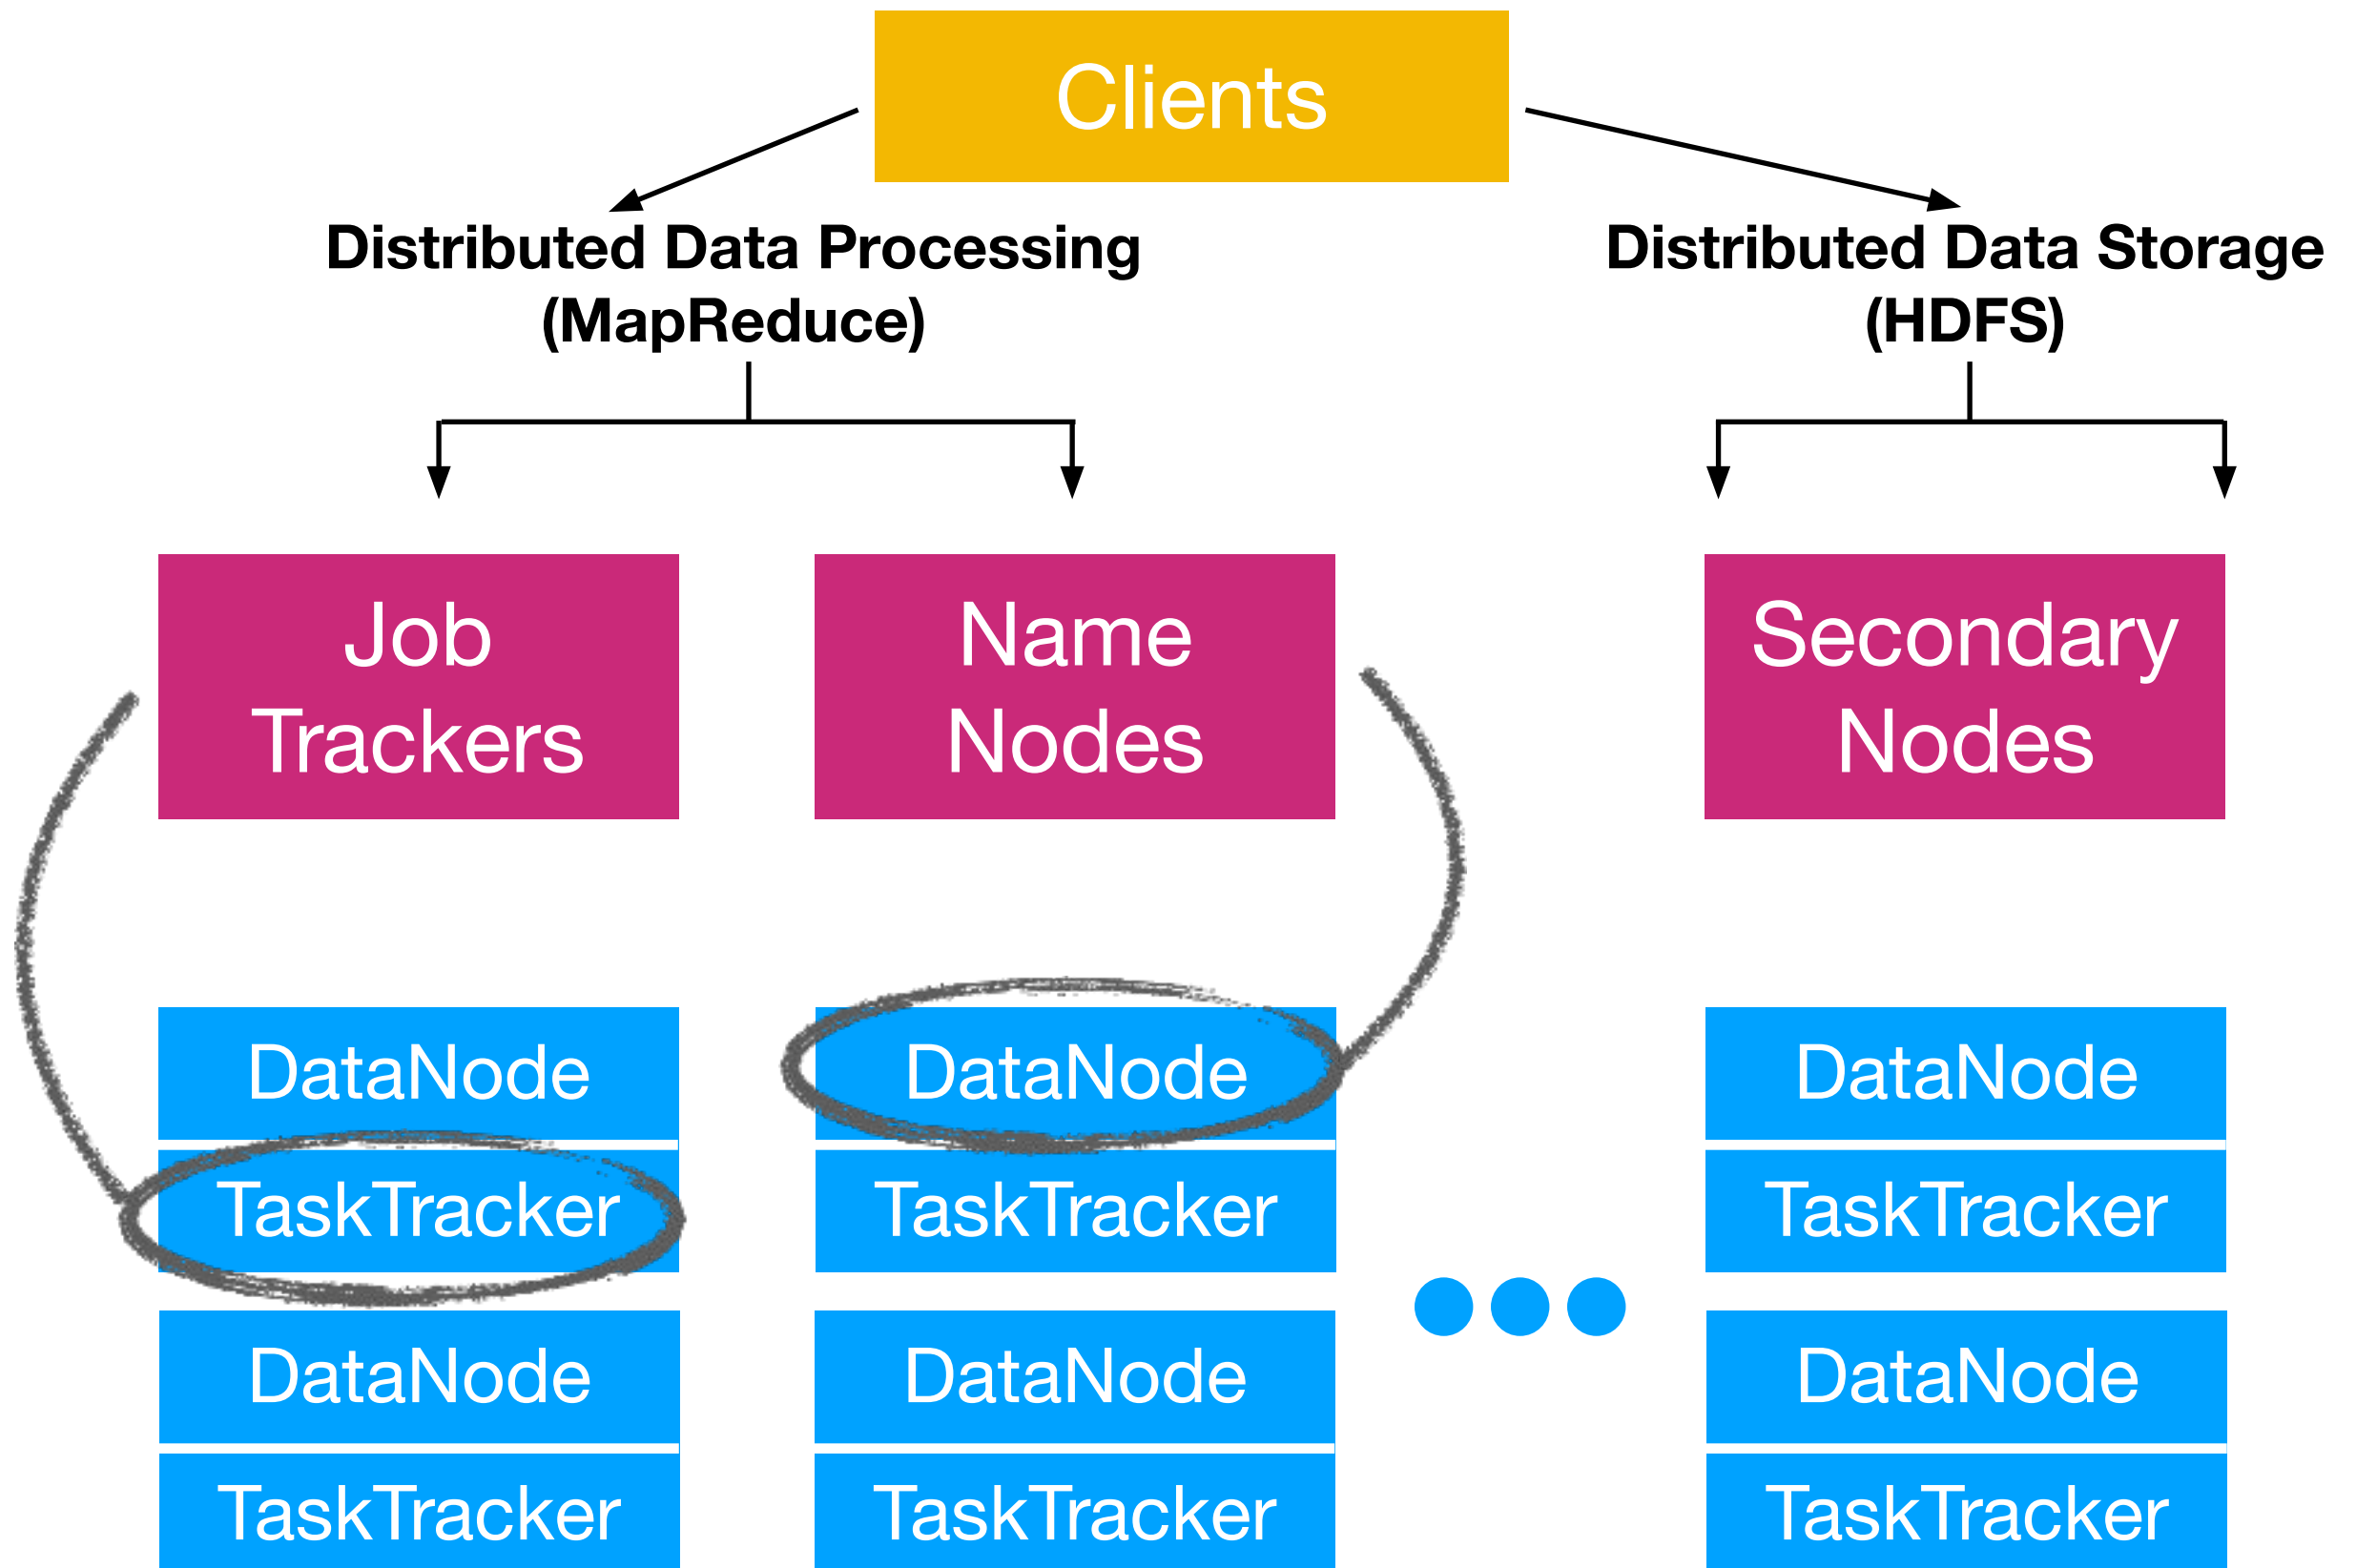 Clients
Distributed Data Processing
(MapReduce)
Distributed Data Storage
(HDFS)
Job
Trackers
Name
Nodes
Secondary
Nodes
DataNode
DataNode
DataNode
TaskTracker
TaskTracker
TaskTracker
DataNode
DataNode
DataNode
TaskTracker
TaskTracker
TaskTracker